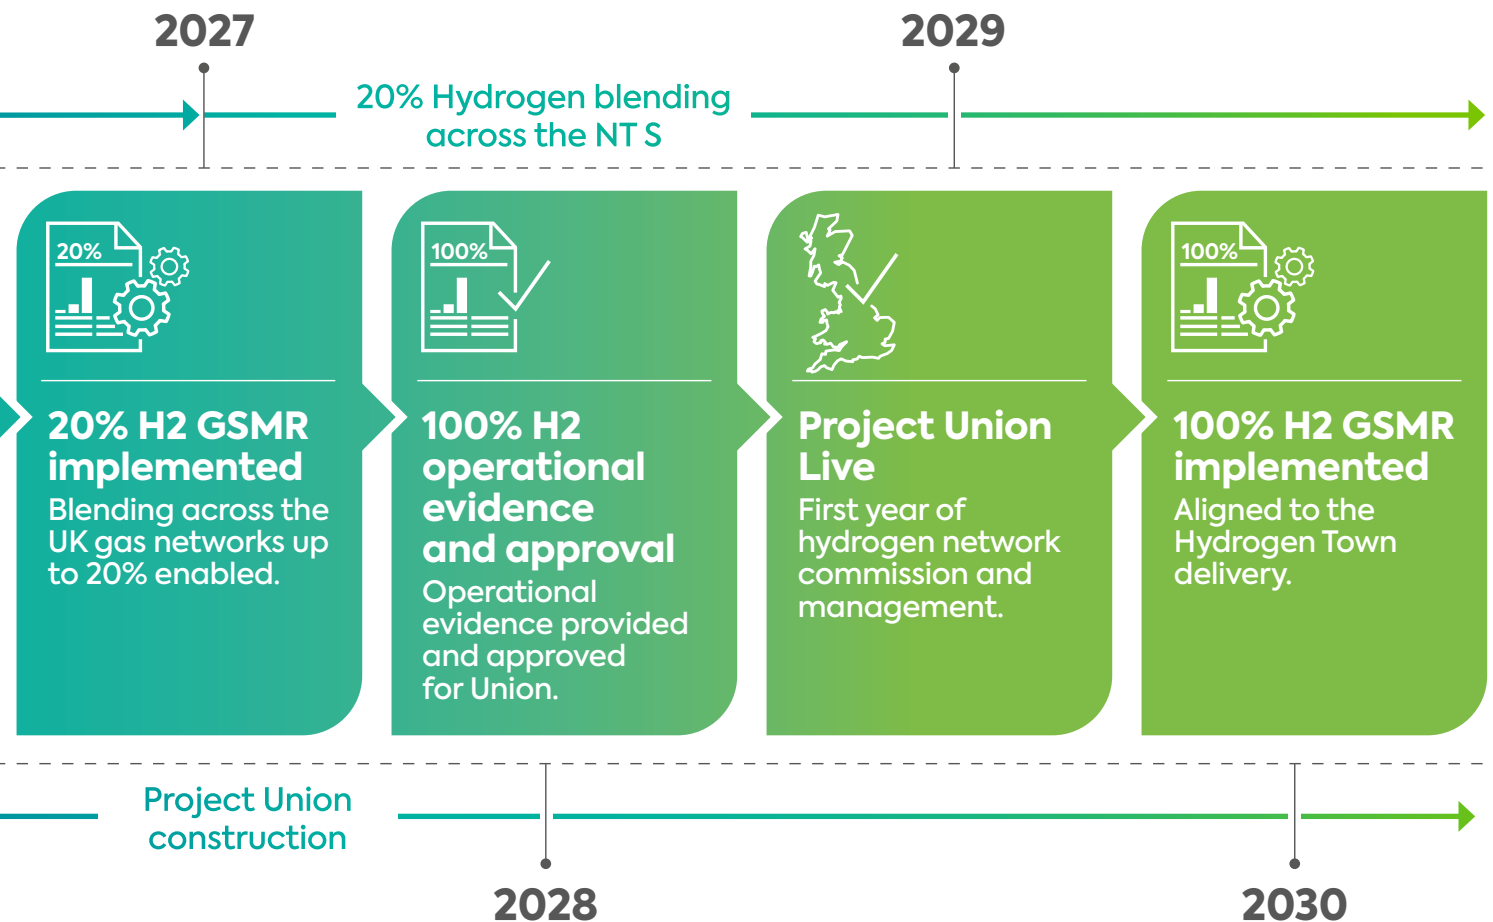 2027
2029
20% Hydrogen blending
across the NT S
20%
20% H2 GSMR
implemented
Blending across the
UK gas networks up
to 20% enabled.
100%
100% H2
operational
evidence
and approval
Operational
evidence provided
and approved
for Union.
Project Union
Live
First year of
hydrogen network
commission and
management.
100%
100% H2 GSMR
implemented
Aligned to the
Hydrogen Town
delivery.
Project Union
construction
2028
2030